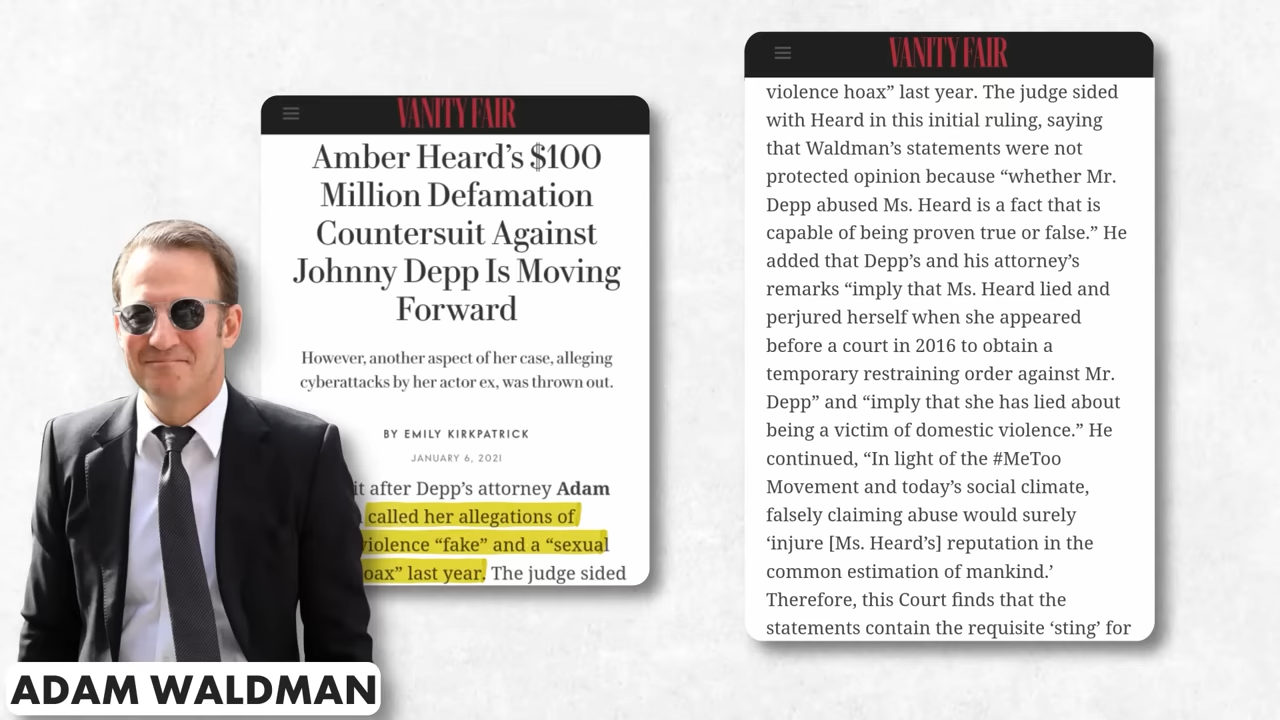 VANITY FAIR
Amber Heard's $100
Million Defamation
Countersuit Against
Johnny Depp Is Moving
Forward
However, another aspect of her case, alleging
cyberattacks by her actor ex, was thrown out.
BY EMILY KIRKPATRICK
JANUARY 6, 2021
it after Depp's attorney Adam
called her allegations of
violence “fake” and a “sexual
oax” last year. The judge sided
VANITY FAIR
violence hoax” last year. The judge sided
with Heard in this initial ruling, saying
that Waldman's statements were not
protected opinion because “whether Mr.
Depp abused Ms. Heard is a fact that is
capable of being proven true or false.” He
added that Depp's and his attorney's
remarks “imply that Ms. Heard lied and
perjured herself when she appeared
before a court in 2016 to obtain a
temporary restraining order against Mr.
Depp” and “imply that she has lied about
being a victim of domestic violence.” He
continued, “In light of the #MeToo
Movement and today's social climate,
falsely claiming abuse would surely
‘injure [Ms. Heard's] reputation in the
common estimation of mankind.’
Therefore, this Court finds that the
statements contain the requisite ‘sting’ for
ADAM WALDMAN